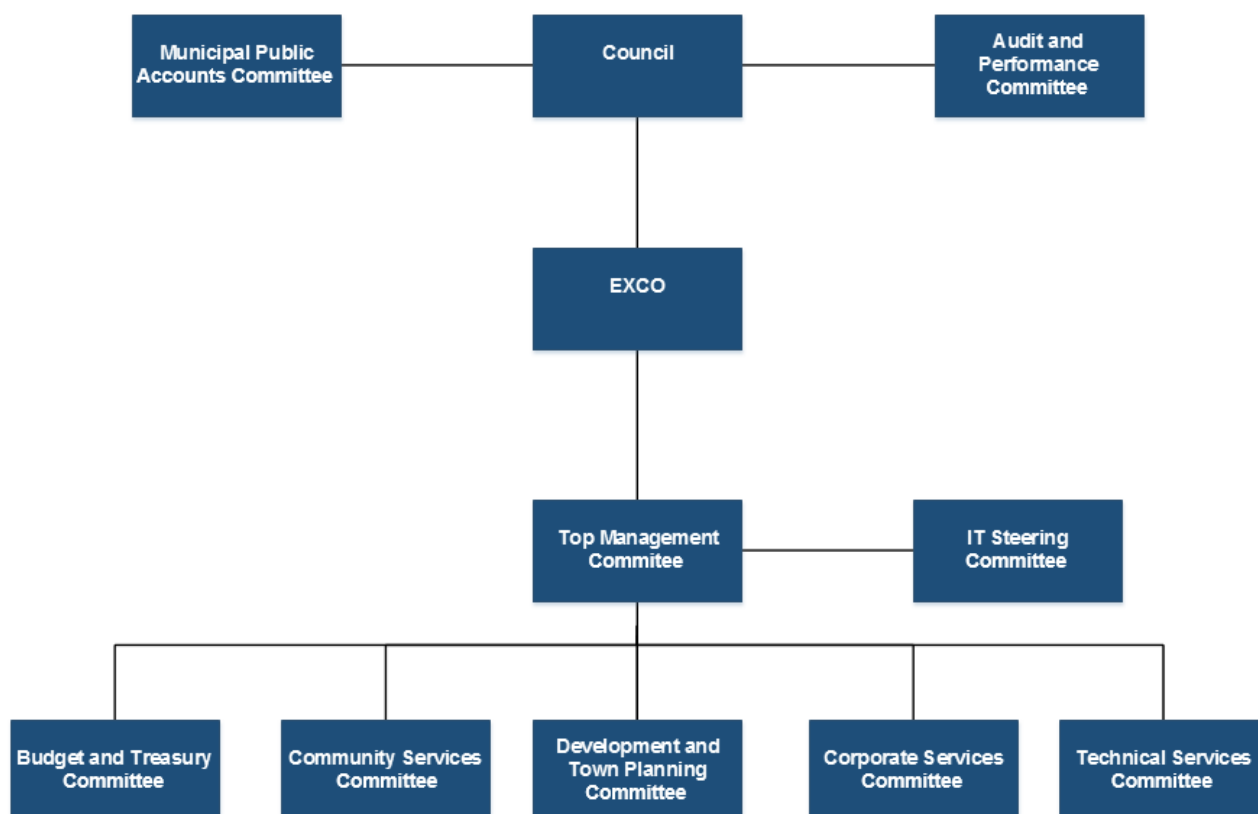 Municipal Public
Accounts Committee
Council
Audit and
Performance
Committee
EXCO
Top Management
Commitee
IT Steering
Committee
Budget and Treasury
Committee
Community Services
Committee
Development and
Town Planning
Committee
Corporate Services
Committee
Technical Services
Committee